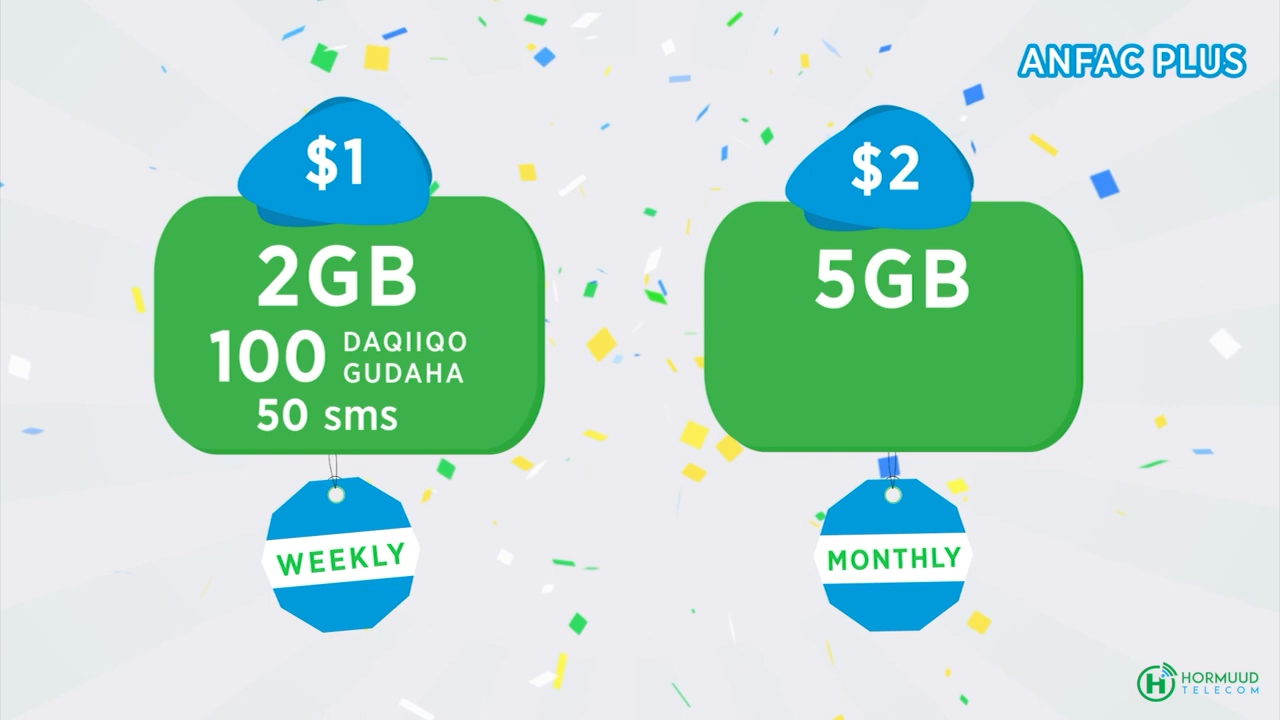 ANFAC PLUS
$1
2GB
100 DAQIIQO
GUDAHA
50 sms
WEEKLY
$2
5GB
MONTHLY
HORMUUD
TELECOM